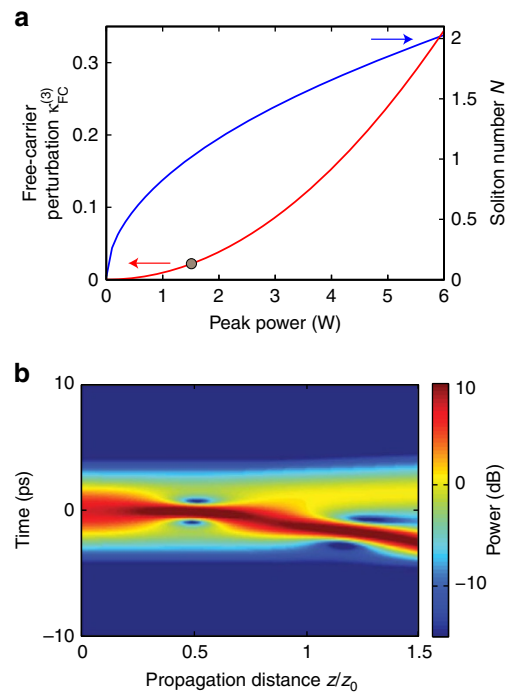 a
Free-carrier
perturbation κ_FC^(3)
0.3
0.2
0.1
0
2
1.5
1
0.5
0
Soliton number N
0 1 2 3 4 5 6
Peak power (W)
b
Time (ps)
10
0
−10
10
0
−10
Power (dB)
0 0.5 1 1.5
Propagation distance z/z₀